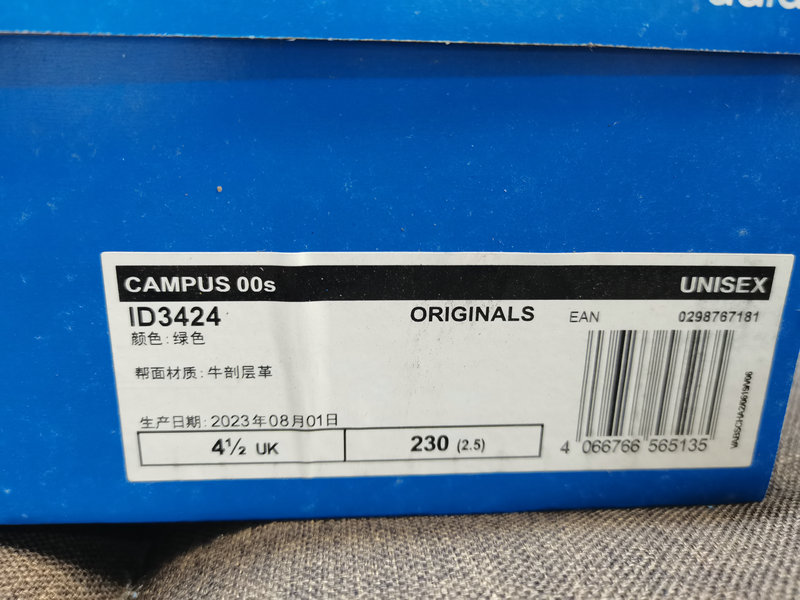 CAMPUS 00s UNISEX
ID3424 ORIGINALS EAN 0298767181
颜色:绿色
帮面材质:牛剖层革
生产日期:2023年08月01日
4½ UK 230 (2.5)
4 066766 565135